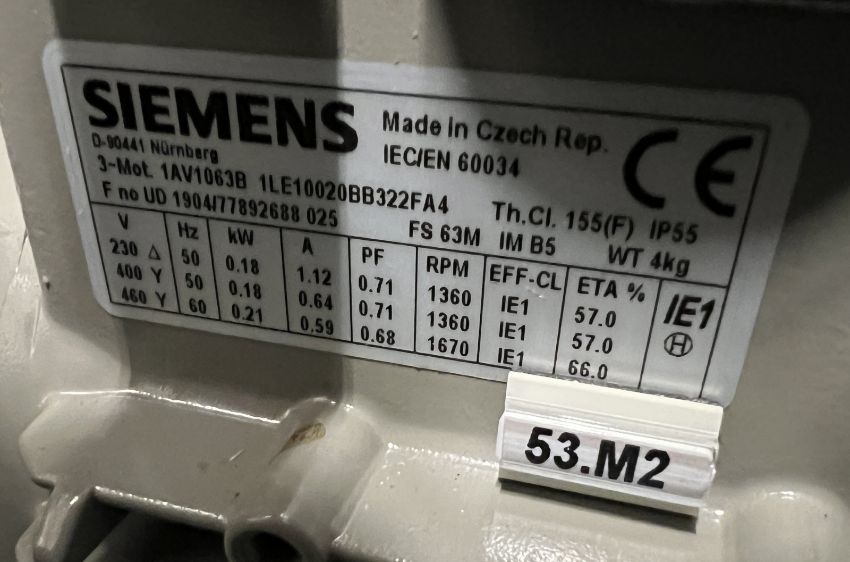 SIEMENS
Made in Czech Rep.
CE
D-90441 Nürnberg
IEC/EN 60034
3~Mot. 1AV1063B 1LE10020BB322FA4
Th.Cl. 155(F) IP55
F no UD 1904/77892688 025
FS 63M IM B5 WT 4kg
V Hz kW A PF RPM EFF-CL ETA %
230 Δ 50 0.18 1.12 0.71 1360 IE1 57.0
400 Y 50 0.18 0.64 0.71 1360 IE1 57.0
460 Y 60 0.21 0.59 0.68 1670 IE1 66.0
IE1
H
53.M2